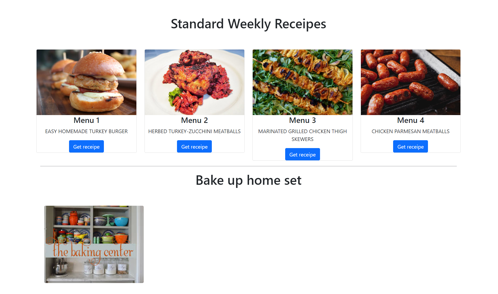 Standard Weekly Receipes
Menu 1
EASY HOMEMADE TURKEY BURGER
Get receipe
Menu 2
HERBED TURKEY-ZUCCHINI MEATBALLS
Get receipe
Menu 3
MARINATED GRILLED CHICKEN THIGH
SKEWERS
Get receipe
Menu 4
CHICKEN PARMESAN MEATBALLS
Get receipe
Bake up home set
the baking center